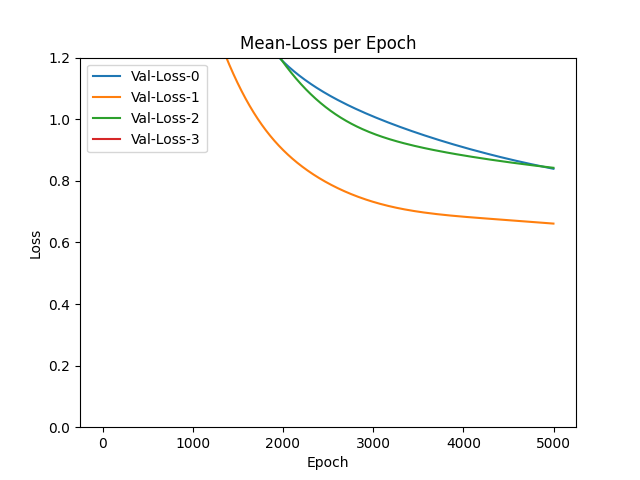 Mean-Loss per Epoch
1.2
1.0
0.8
0.6
0.4
0.2
0.0
Loss
Val-Loss-0
Val-Loss-1
Val-Loss-2
Val-Loss-3
0 1000 2000 3000 4000 5000
Epoch